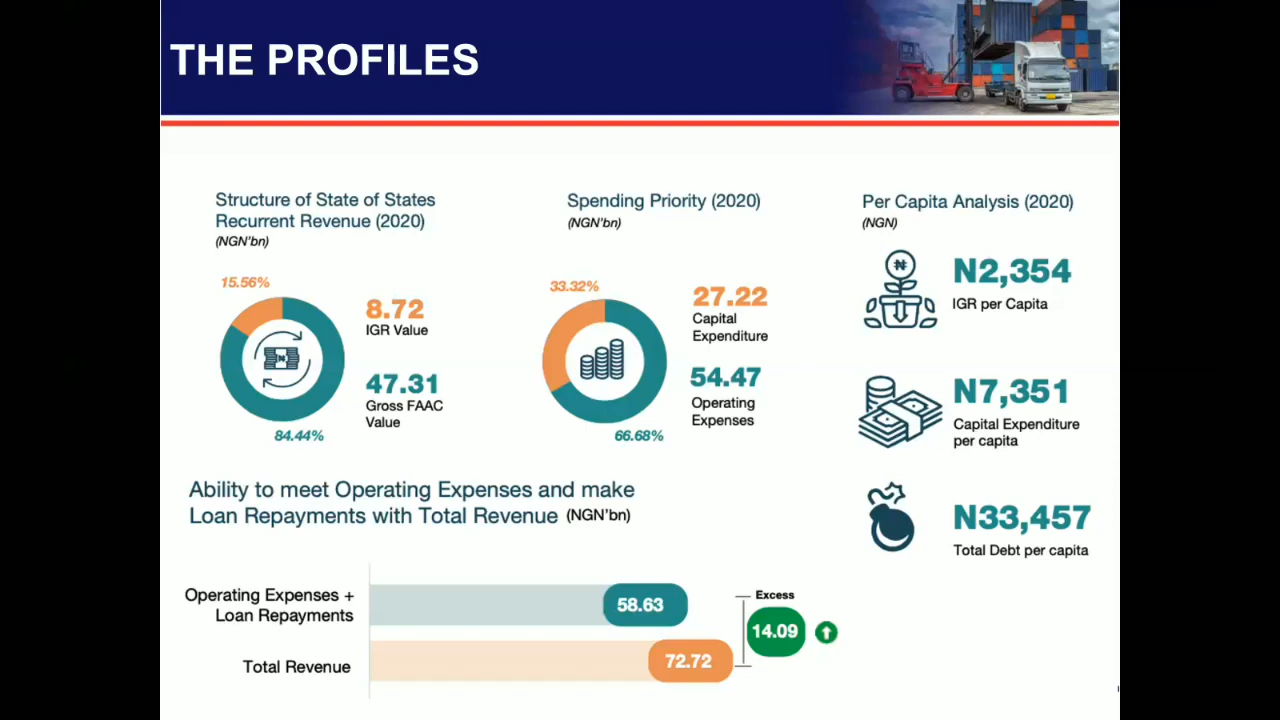 THE PROFILES
Structure of State of States
Recurrent Revenue (2020)
(NGN'bn)
15.56%
8.72
IGR Value
47.31
Gross FAAC
Value
84.44%
Spending Priority (2020)
(NGN'bn)
33.32%
27.22
Capital
Expenditure
54.47
Operating
Expenses
66.68%
Per Capita Analysis (2020)
(NGN)
₦
N2,354
IGR per Capita
N7,351
Capital Expenditure
per capita
N33,457
Total Debt per capita
Ability to meet Operating Expenses and make
Loan Repayments with Total Revenue (NGN'bn)
Operating Expenses +
Loan Repayments
58.63
Total Revenue
72.72
Excess
14.09